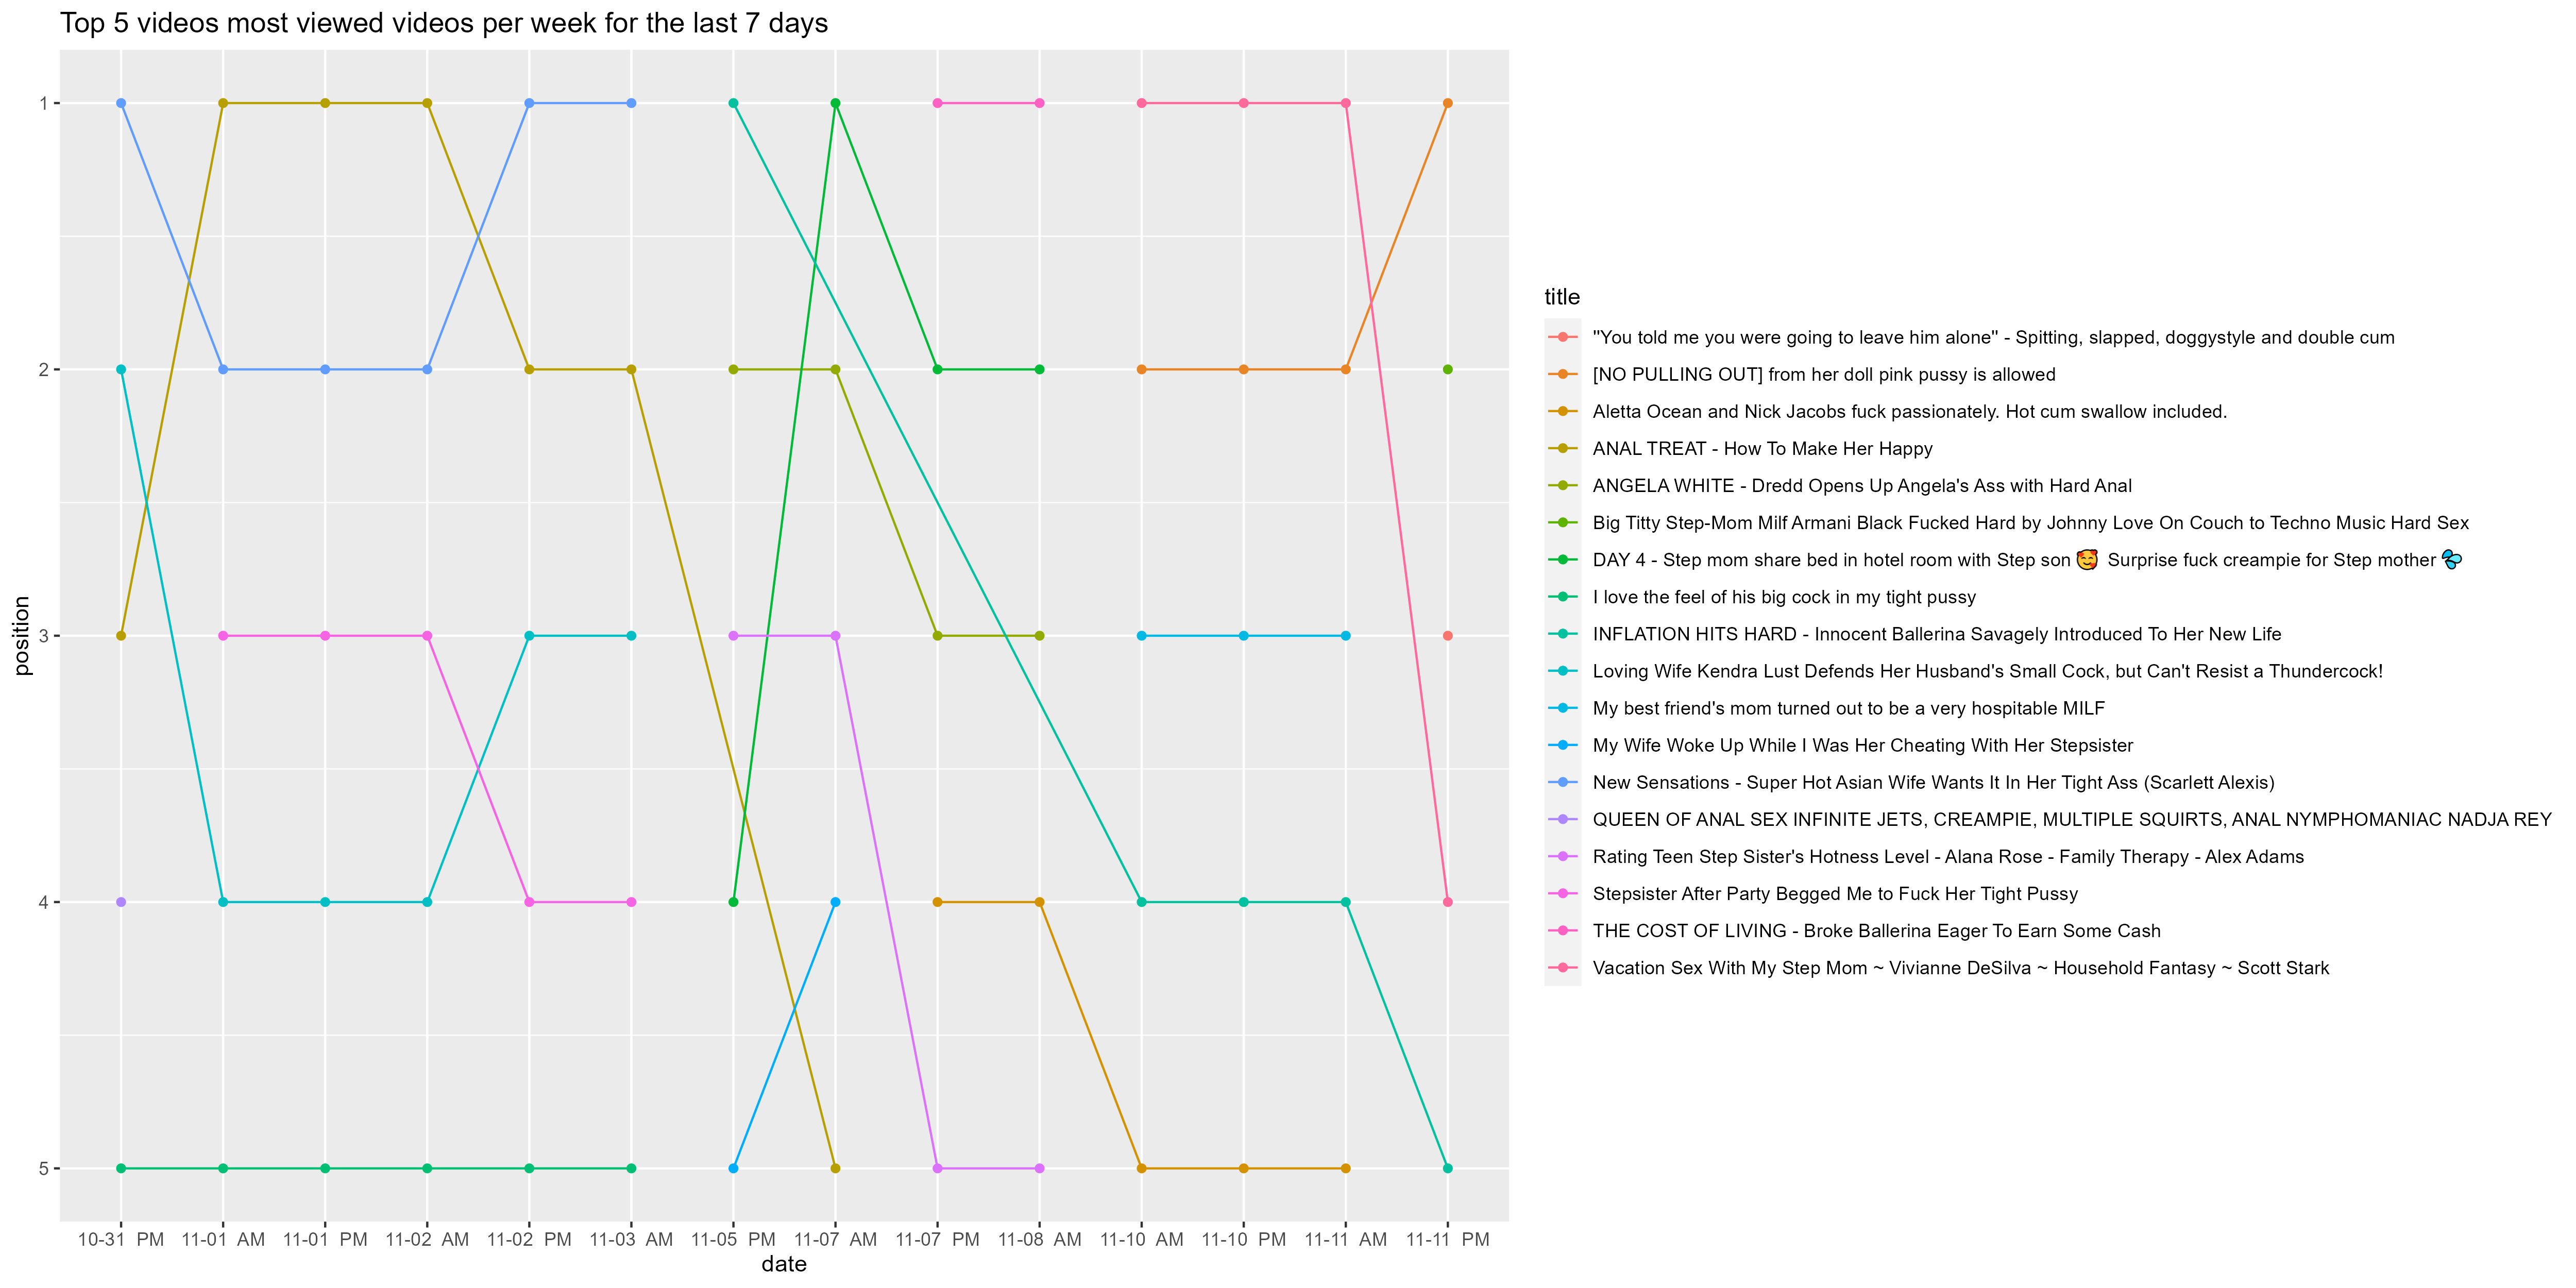 Top 5 videos most viewed videos per week for the last 7 days
1
2
3
4
5
position
10-31 PM 11-01 AM 11-01 PM 11-02 AM 11-02 PM 11-03 AM 11-05 PM 11-07 AM 11-07 PM 11-08 AM 11-10 AM 11-10 PM 11-11 AM 11-11 PM
date
title
"You told me you were going to leave him alone" - Spitting, slapped, doggystyle and double cum
[NO PULLING OUT] from her doll pink pussy is allowed
Aletta Ocean and Nick Jacobs fuck passionately. Hot cum swallow included.
ANAL TREAT - How To Make Her Happy
ANGELA WHITE - Dredd Opens Up Angela's Ass with Hard Anal
Big Titty Step-Mom Milf Armani Black Fucked Hard by Johnny Love On Couch to Techno Music Hard Sex
DAY 4 - Step mom share bed in hotel room with Step son 🥰 Surprise fuck creampie for Step mother 💦
I love the feel of his big cock in my tight pussy
INFLATION HITS HARD - Innocent Ballerina Savagely Introduced To Her New Life
Loving Wife Kendra Lust Defends Her Husband's Small Cock, but Can't Resist a Thundercock!
My best friend's mom turned out to be a very hospitable MILF
My Wife Woke Up While I Was Her Cheating With Her Stepsister
New Sensations - Super Hot Asian Wife Wants It In Her Tight Ass (Scarlett Alexis)
QUEEN OF ANAL SEX INFINITE JETS, CREAMPIE, MULTIPLE SQUIRTS, ANAL NYMPHOMANIAC NADJA REY
Rating Teen Step Sister's Hotness Level - Alana Rose - Family Therapy - Alex Adams
Stepsister After Party Begged Me to Fuck Her Tight Pussy
THE COST OF LIVING - Broke Ballerina Eager To Earn Some Cash
Vacation Sex With My Step Mom ~ Vivianne DeSilva ~ Household Fantasy ~ Scott Stark